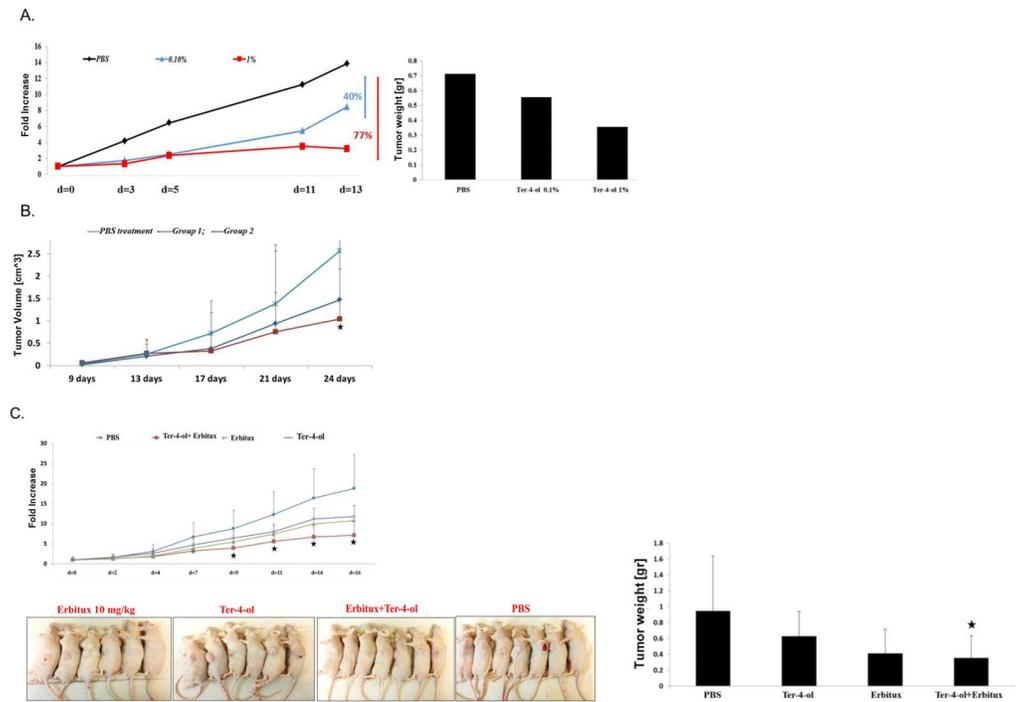 A.
Fold Increase
16
14
12
10
8
6
4
2
0
PBS 0.10% 1%
40%
77%
d=0 d=3 d=5 d=11 d=13
Tumor weight [gr]
0.8
0.7
0.6
0.5
0.4
0.3
0.2
0.1
0
PBS Ter-4-ol 0.1% Ter-4-ol 1%
B.
PBS treatment Group 1; Group 2
Tumor Volume [cm^3]
2.5
2
1.5
1
0.5
0
9 days 13 days 17 days 21 days 24 days
C.
PBS Ter-4-ol+ Erbitux Erbitux Ter-4-ol
Fold Increase
30
25
20
15
10
5
0
d=0 d=2 d=4 d=7 d=9 d=11 d=14 d=16
Erbitux 10 mg/kg Ter-4-ol Erbitux+Ter-4-ol PBS
Tumor weight [gr]
1.8
1.6
1.4
1.2
1
0.8
0.6
0.4
0.2
0
PBS Ter-4-ol Erbitux Ter-4-ol+Erbitux